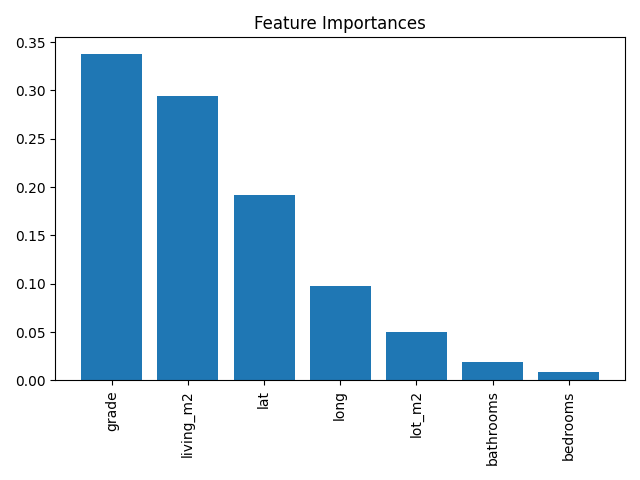 Feature Importances
0.35
0.30
0.25
0.20
0.15
0.10
0.05
0.00
grade
living_m2
lat
long
lot_m2
bathrooms
bedrooms